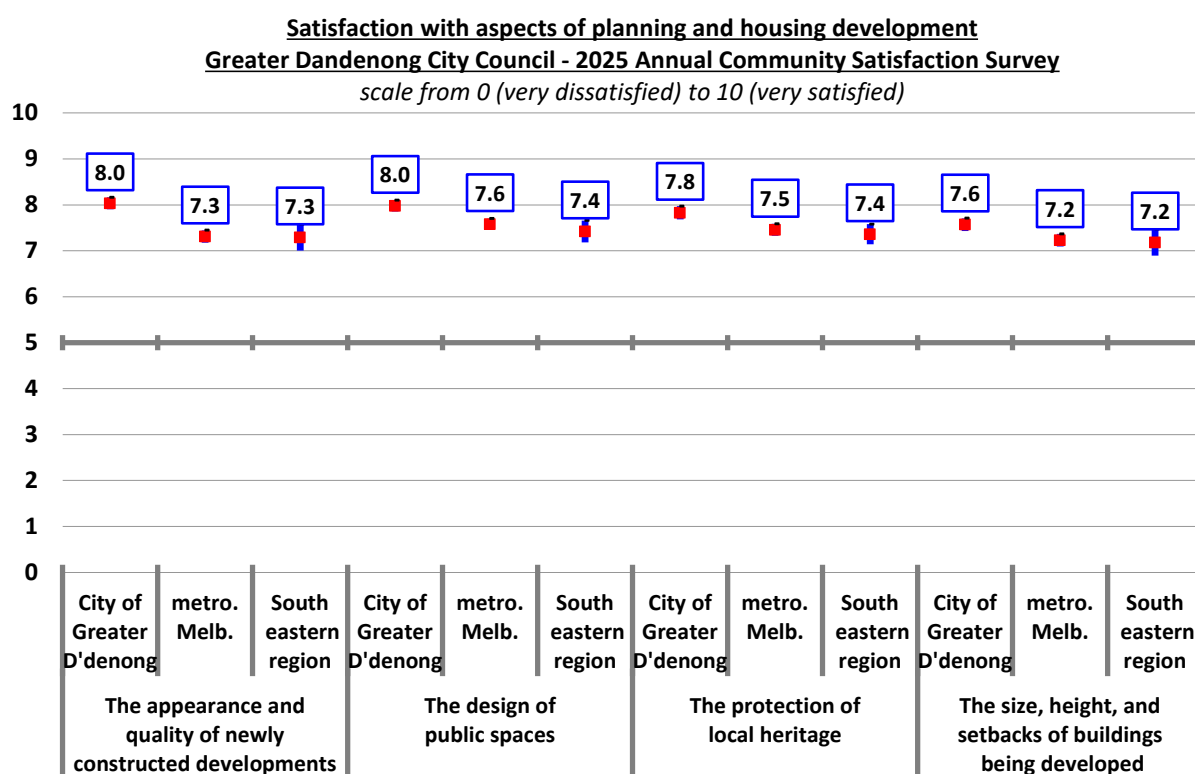 Satisfaction with aspects of planning and housing development
Greater Dandenong City Council - 2025 Annual Community Satisfaction Survey
scale from 0 (very dissatisfied) to 10 (very satisfied)
10
9
8
7
6
5
4
3
2
1
0
8.0
7.3
7.3
8.0
7.6
7.4
7.8
7.5
7.4
7.6
7.2
7.2
City of
Greater
D'denong
metro.
Melb.
South
eastern
region
City of
Greater
D'denong
metro.
Melb.
South
eastern
region
City of
Greater
D'denong
metro.
Melb.
South
eastern
region
City of
Greater
D'denong
metro.
Melb.
South
eastern
region
The appearance and
quality of newly
constructed developments
The design of
public spaces
The protection of
local heritage
The size, height, and
setbacks of buildings
being developed